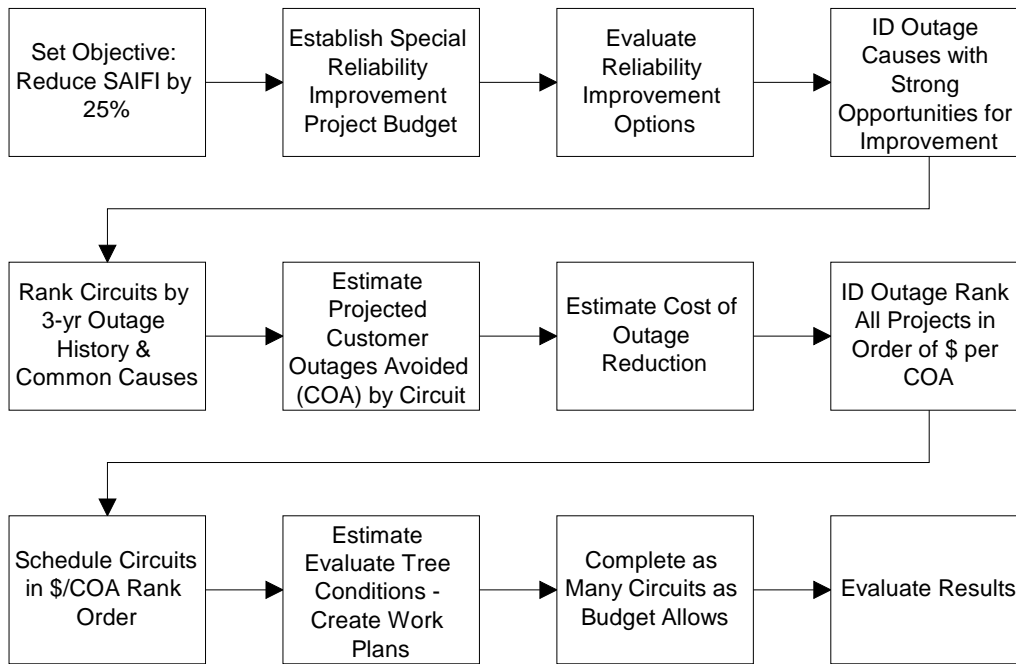 Set Objective:
Reduce SAIFI by
25%
Establish Special
Reliability
Improvement
Project Budget
Evaluate
Reliability
Improvement
Options
ID Outage
Causes with
Strong
Opportunities for
Improvement
Rank Circuits by
3-yr Outage
History &
Common Causes
Estimate
Projected
Customer
Outages Avoided
(COA) by Circuit
Estimate Cost of
Outage
Reduction
ID Outage Rank
All Projects in
Order of $ per
COA
Schedule Circuits
in $/COA Rank
Order
Estimate
Evaluate Tree
Conditions -
Create Work
Plans
Complete as
Many Circuits as
Budget Allows
Evaluate Results